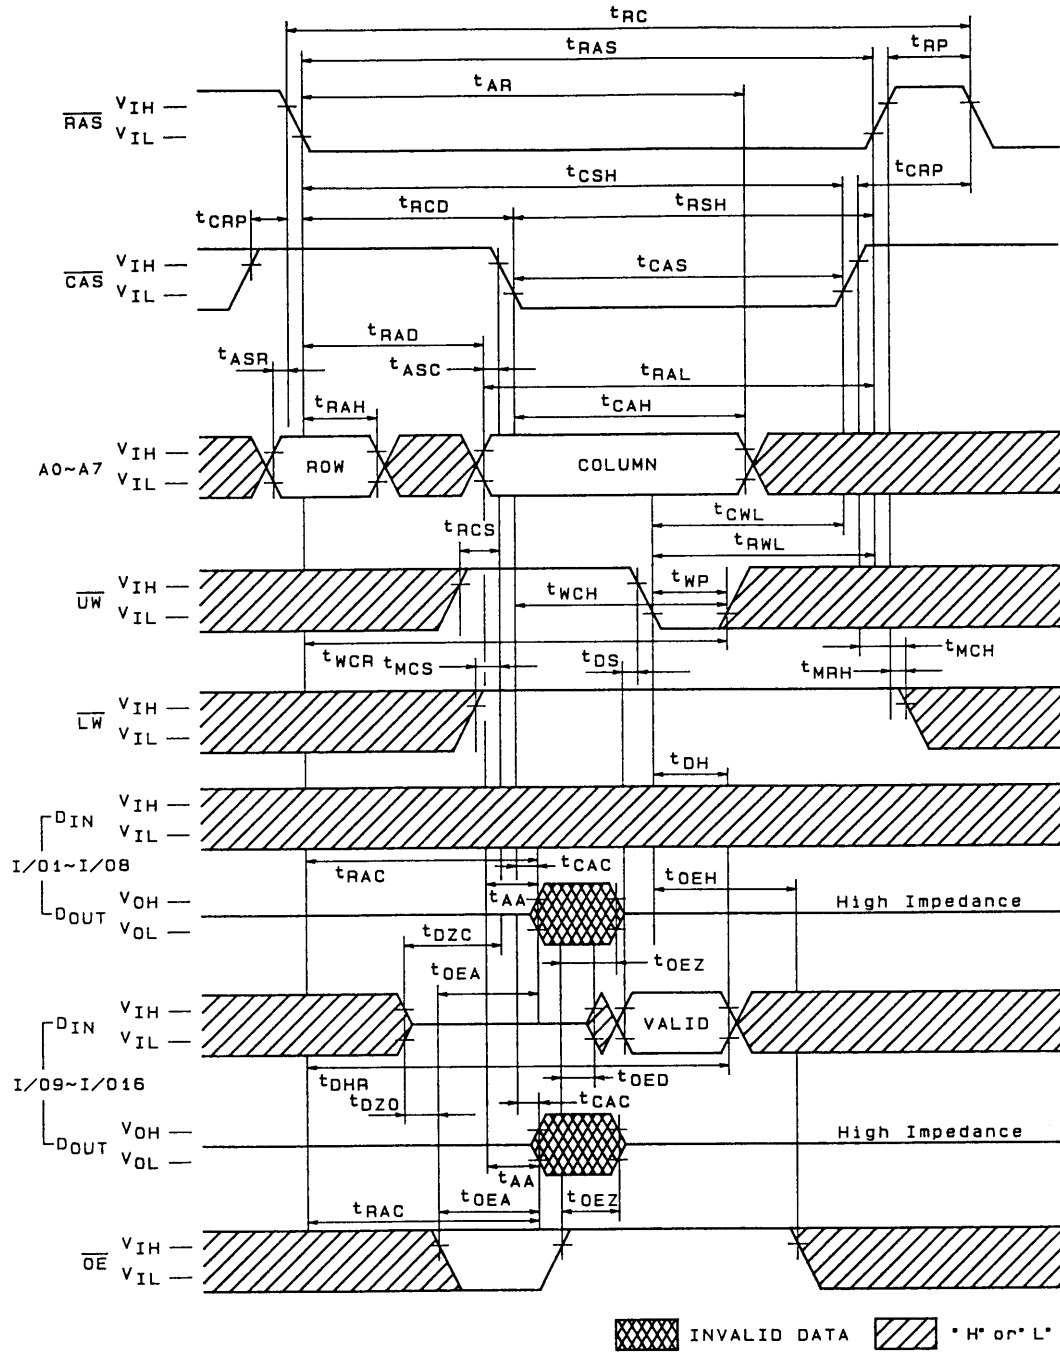 tRC
tRAS
tRP
tAR
RAS
VIH
VIL
tCSH
tCRP
tRCD
tRSH
tCRP
CAS
VIH
VIL
tCAS
tRAD
tASR
tASC
tRAL
tRAH
tCAH
A0~A7
VIH
VIL
ROW
COLUMN
tCWL
tRCS
tRWL
UW
VIH
VIL
tWP
tWCH
tWCR
tMCS
tDS
tMCH
tMRH
LW
VIH
VIL
tDH
DIN
VIH
VIL
I/O1~I/O8
tCAC
tRAC
tOEH
tAA
DOUT
VOH
VOL
High Impedance
tDZC
tOEA
tOEZ
DIN
VIH
VIL
VALID
I/O9~I/O16
tDHR
tOED
tDZO
tCAC
DOUT
VOH
VOL
High Impedance
tAA
tOEA
tOEZ
tRAC
OE
VIH
VIL
INVALID DATA
"H" or "L"